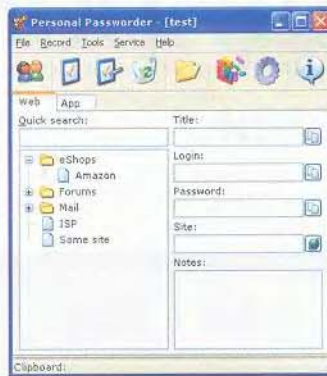 Personal Passworder - [test]
File Record Tools Service Help
Web App
Quick search:
eShops
Amazon
Forums
Mail
ISP
Some site
Title:
Login:
Password:
Site:
Notes:
Clipboard: